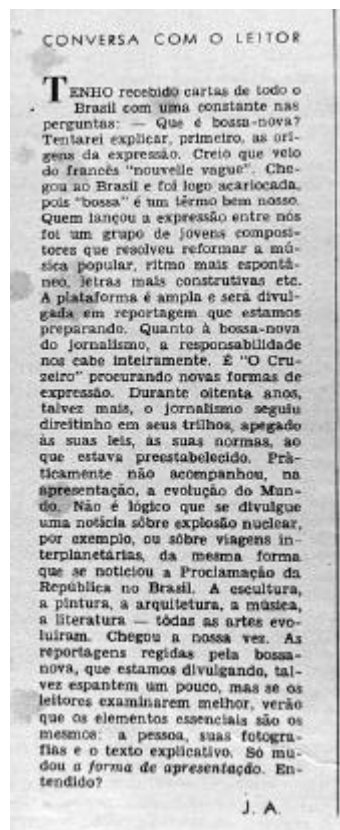 CONVERSA COM O LEITOR
TENHO recebido cartas de todo o
Brasil com uma constante nas
perguntas: — Que é bossa-nova?
Tentarei explicar, primeiro, as ori-
gens da expressão. Creio que veio
do francês "nouvelle vague". Che-
gou ao Brasil e foi logo acariocada,
pois "bossa" é um têrmo bem nosso.
Quem lançou a expressão entre nós
foi um grupo de jovens composi-
tores que resolveu reformar a mú-
sica popular, ritmo mais espontâ-
neo, letras mais construtivas etc.
A plataforma é ampla e será divul-
gada em reportagem que estamos
preparando. Quanto à bossa-nova
do jornalismo, a responsabilidade
nos cabe inteiramente. É "O Cru-
zeiro" procurando novas formas de
expressão. Durante oitenta anos,
talvez mais, o jornalismo seguiu
direitinho em seus trilhos, apegado
às suas leis, às suas normas, ao
que estava preestabelecido. Prà-
ticamente não acompanhou, na
apresentação, a evolução do Mun-
do. Não é lógico que se divulgue
uma notícia sôbre explosão nuclear,
por exemplo, ou sôbre viagens in-
terplanetárias, da mesma forma
que se noticiou a Proclamação da
República no Brasil. A escultura,
a pintura, a arquitetura, a música,
a literatura — tôdas as artes evo-
luíram. Chegou a nossa vez. As
reportagens regidas pela bossa-
nova, que estamos divulgando, tal-
vez espantem um pouco, mas se os
leitores examinarem melhor, verão
que os elementos essenciais são os
mesmos: a pessoa, suas fotogra-
fias e o texto explicativo. Só mu-
dou a forma de apresentação. En-
tendido?
J. A.